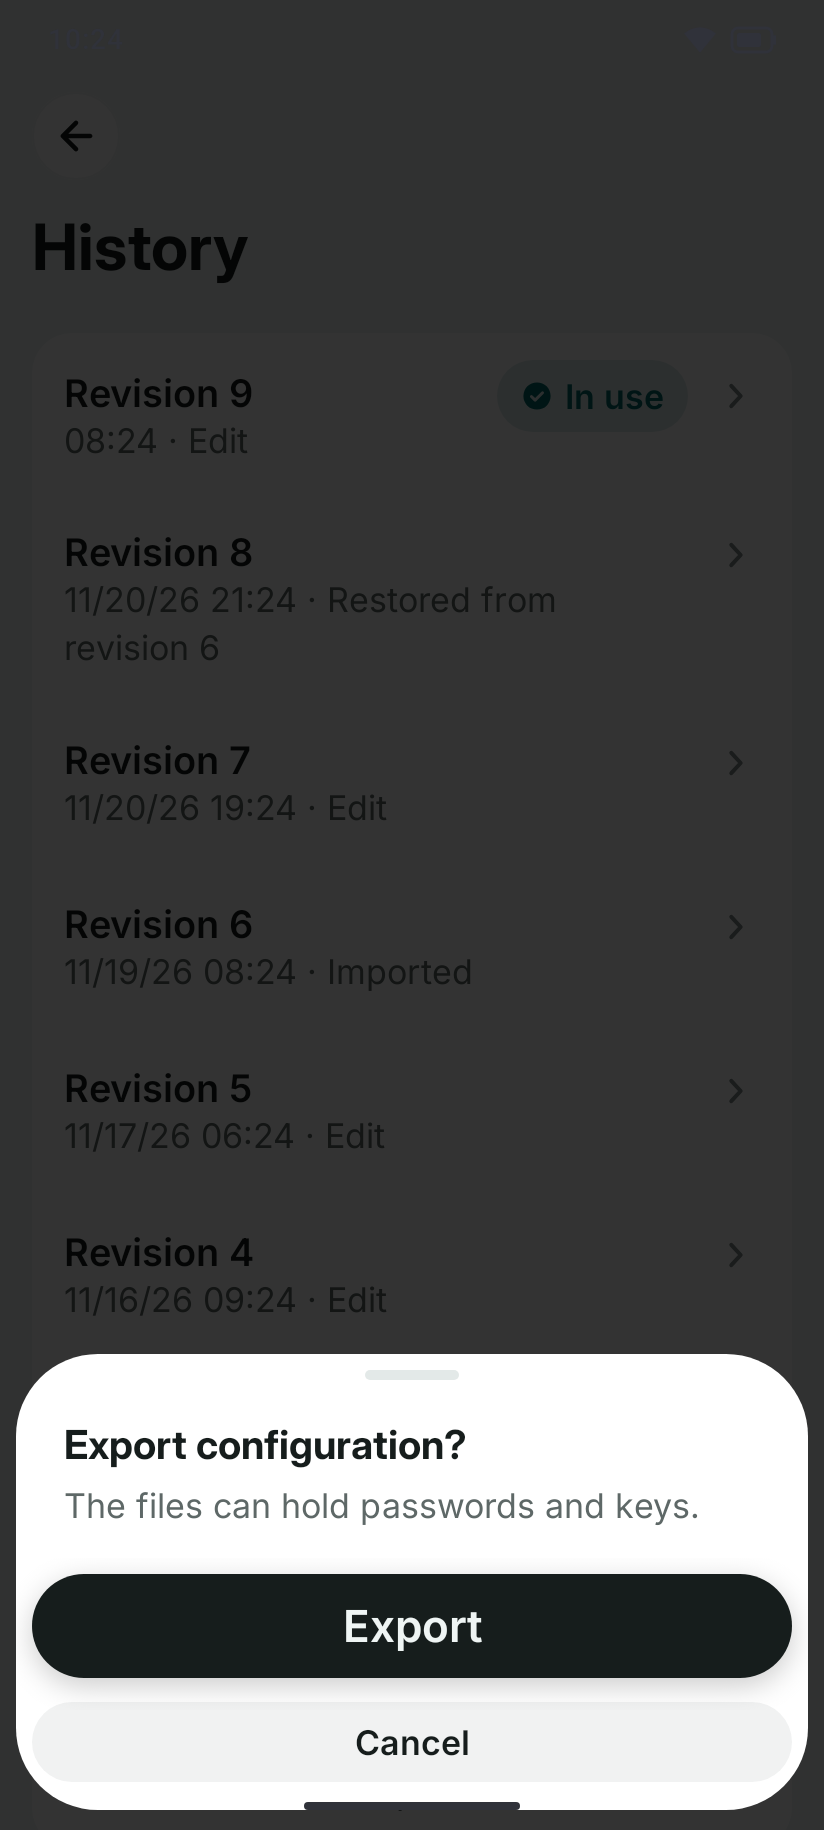 History
Revision 9
In use
08:24 · Edit
Revision 8
11/20/26 21:24 · Restored from
revision 6
Revision 7
11/20/26 19:24 · Edit
Revision 6
11/19/26 08:24 · Imported
Revision 5
11/17/26 06:24 · Edit
Revision 4
11/16/26 09:24 · Edit
Export configuration?
The files can hold passwords and keys.
Export
Cancel